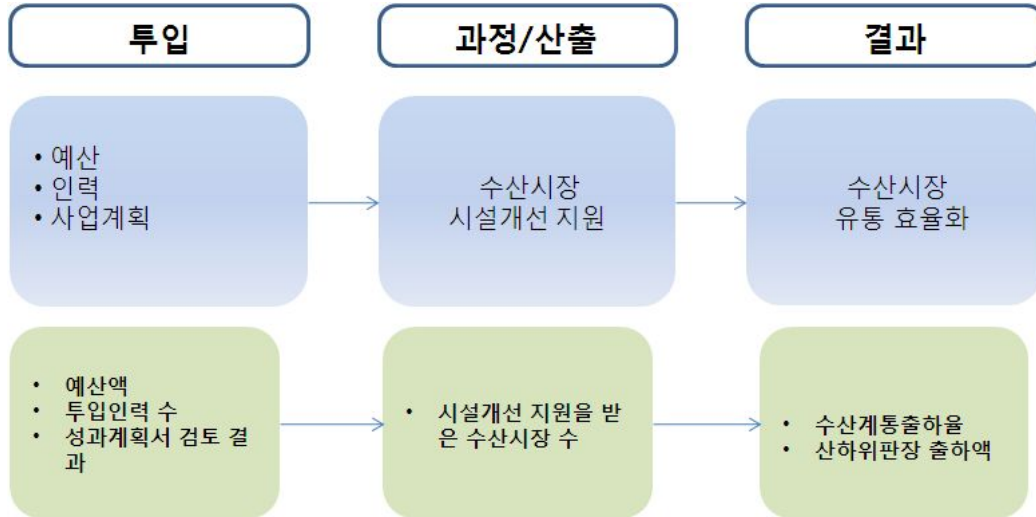 투입
과정/산출
결과
• 예산
• 인력
• 사업계획
수산시장
시설개선 지원
수산시장
유통 효율화
• 예산액
• 투입인력 수
• 성과계획서 검토 결
과
• 시설개선 지원을 받
은 수산시장 수
• 수산계통출하율
• 산하위판장 출하액